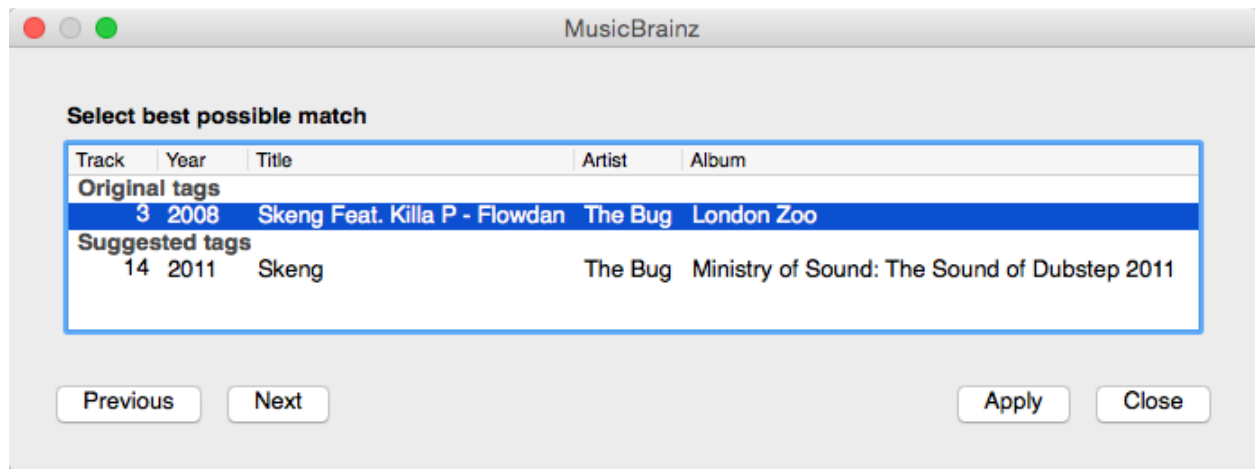 MusicBrainz
Select best possible match
Track Year Title Artist Album
Original tags
3 2008 Skeng Feat. Killa P - Flowdan The Bug London Zoo
Suggested tags
14 2011 Skeng The Bug Ministry of Sound: The Sound of Dubstep 2011
Previous Next Apply Close